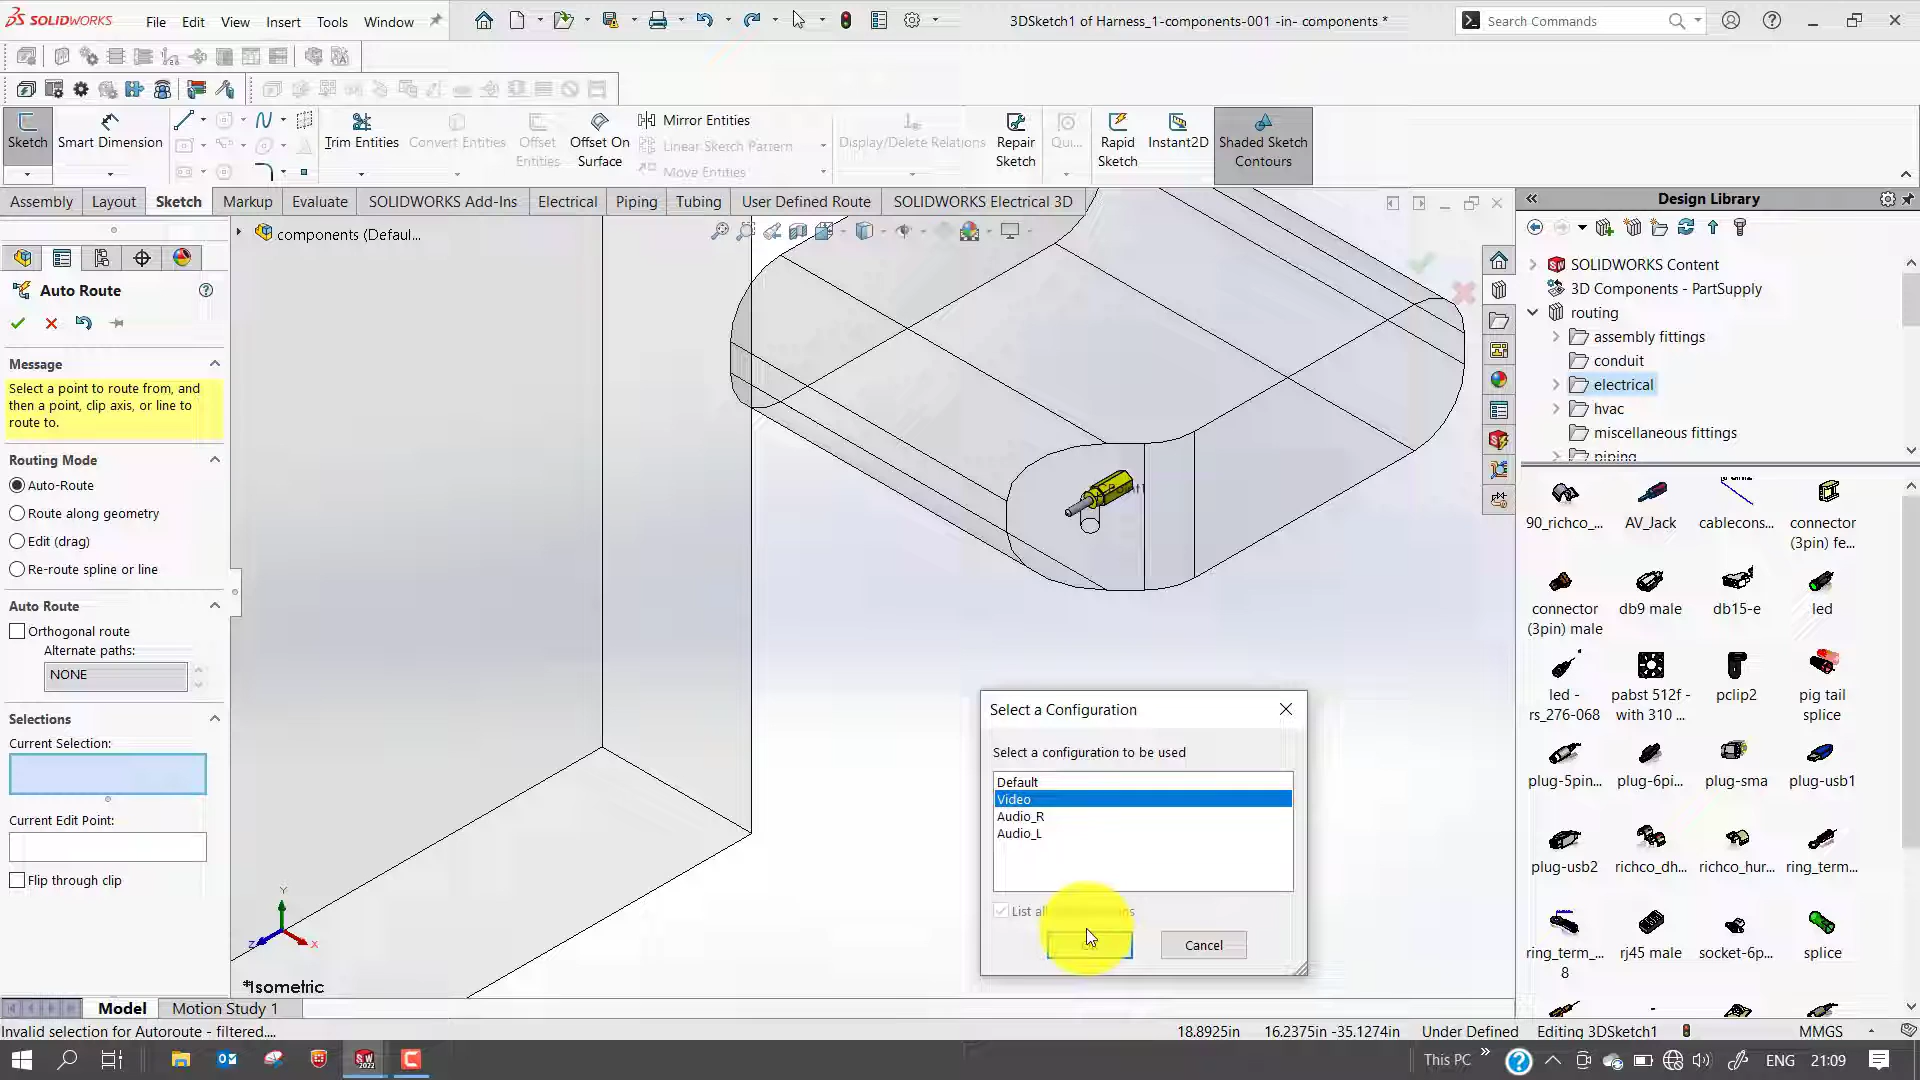 SOLIDWORKS
File
Edit
View
Insert
Tools
Window
3DSketch1 of Harness_1-components-001 -in- components *
Search Commands
Sketch
Smart Dimension
Trim Entities
Convert Entities
Offset
Entities
Offset On
Surface
Mirror Entities
Linear Sketch Pattern
Move Entities
Display/Delete Relations
Repair
Sketch
Qui...
Rapid
Sketch
Instant2D
Shaded Sketch
Contours
Assembly
Layout
Sketch
Markup
Evaluate
SOLIDWORKS Add-Ins
Electrical
Piping
Tubing
User Defined Route
SOLIDWORKS Electrical 3D
Design Library
components (Defaul...
Auto Route
Message
Select a point to route from, and
then a point, clip axis, or line to
route to.
Routing Mode
Auto-Route
Route along geometry
Edit (drag)
Re-route spline or line
Auto Route
Orthogonal route
Alternate paths:
NONE
Selections
Current Selection:
Current Edit Point:
Flip through clip
Y
Z
X
*Isometric
Select a Configuration
Select a configuration to be used
Default
Video
Audio_R
Audio_L
Cancel
SOLIDWORKS Content
3D Components - PartSupply
routing
assembly fittings
conduit
electrical
hvac
miscellaneous fittings
piping
90_richco_...
AV_Jack
cablecons...
connector
(3pin) fe...
connector
(3pin) male
db9 male
db15-e
led
led -
rs_276-068
pabst 512f -
with 310 ...
pclip2
pig tail
splice
plug-5pin...
plug-6pi...
plug-sma
plug-usb1
plug-usb2
richco_dh...
richco_hur...
ring_term...
ring_term_...
8
rj45 male
socket-6p...
splice
Model
Motion Study 1
Invalid selection for Autoroute - filtered....
18.8925in
16.2375in -35.1274in
Under Defined
Editing 3DSketch1
MMGS
This PC
ENG
21:09